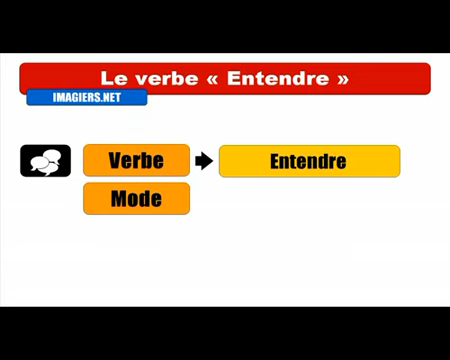 Le verbe « Entendre »
IMAGIERS.NET
Verbe Entendre
Mode